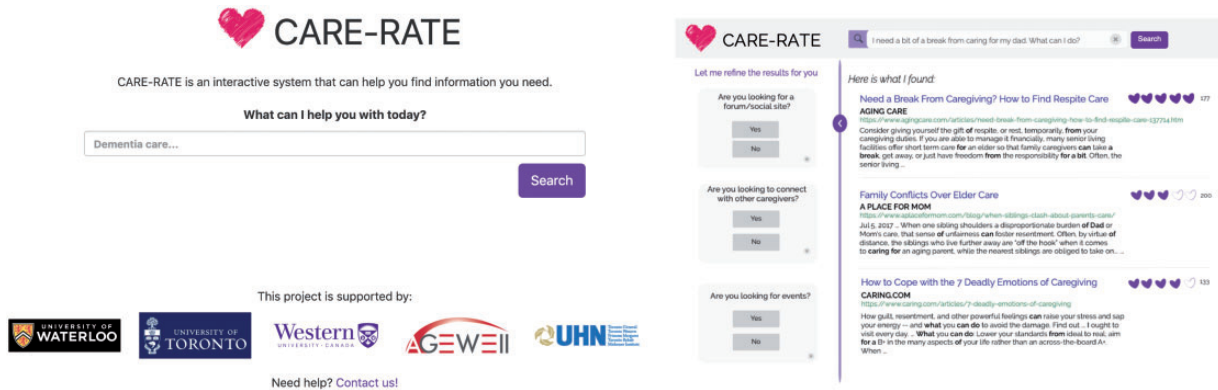 CARE-RATE
CARE-RATE is an interactive system that can help you find information you need.
What can I help you with today?
Dementia care...
Search
This project is supported by:
UNIVERSITY OF
WATERLOO
UNIVERSITY OF
TORONTO
Western
UNIVERSITY · CANADA
AGEWELL
UHN
Need help? Contact us!
CARE-RATE
I need a bit of a break from caring for my dad. What can I do?
Search
Let me refine the results for you
Are you looking for a
forum/social site?
Yes
No
Are you looking to connect
with other caregivers?
Yes
No
Are you looking for events?
Yes
No
Here is what I found:
Need a Break From Caregiving? How to Find Respite Care
177
AGING CARE
https://www.agingcare.com/articles/need-break-from-caregiving-how-to-find-respite-care-137714.htm
Consider giving yourself the gift of respite, or rest, temporarily, from your
caregiving duties. If you are able to manage it financially, many senior living
facilities offer short term care for an elder so that family caregivers can take a
break, get away, or just have freedom from the responsibility for a bit. Often, the
senior living ...
Family Conflicts Over Elder Care
200
A PLACE FOR MOM
https://www.aplaceformom.com/blog/when-siblings-clash-about-parents-care/
Jul 5, 2017 ... When one sibling shoulders a disproportionate burden of Dad or
Mom's care, that sense of unfairness can foster resentment. Often, by virtue of
distance, the siblings who live further away are "off the hook" when it comes
to caring for an aging parent, while the nearest siblings are obliged to take on... ...
How to Cope with the 7 Deadly Emotions of Caregiving
133
CARING.COM
https://www.caring.com/articles/7-deadly-emotions-of-caregiving
How guilt, resentment, and other powerful feelings can raise your stress and sap
your energy -- and what you can do to avoid the damage. Find out ... I ought to
visit every day. ... What you can do: Lower your standards from ideal to real; aim
for a B+ in the many aspects of your life rather than an across-the-board A+.
When ...